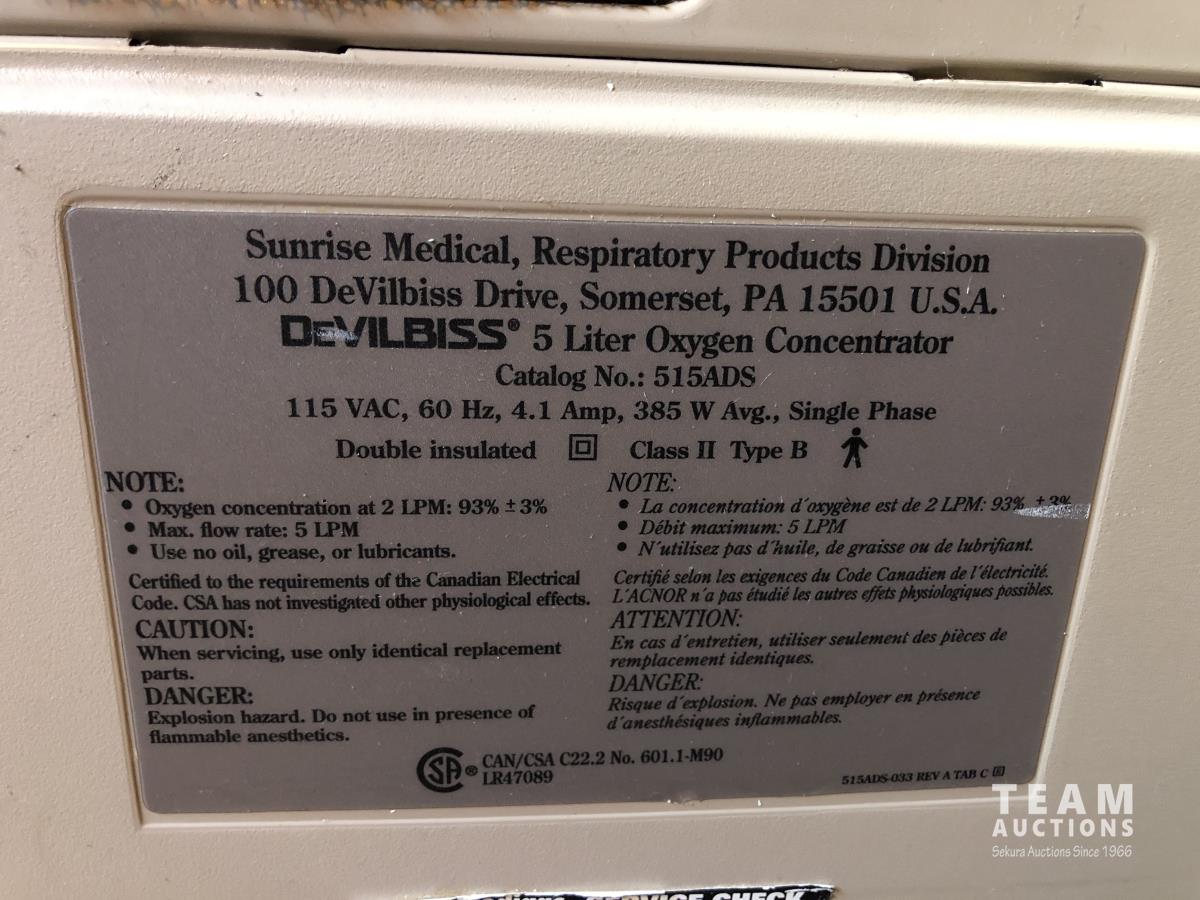 Sunrise Medical, Respiratory Products Division
100 DeVilbiss Drive, Somerset, PA 15501 U.S.A.
DEVILBISS® 5 Liter Oxygen Concentrator
Catalog No.: 515ADS
115 VAC, 60 Hz, 4.1 Amp, 385 W Avg., Single Phase
Double insulated Class II Type B
NOTE:
• Oxygen concentration at 2 LPM: 93% ±3%
• Max. flow rate: 5 LPM
• Use no oil, grease, or lubricants.
Certified to the requirements of the Canadian Electrical
Code. CSA has not investigated other physiological effects.
CAUTION:
When servicing, use only identical replacement
parts.
DANGER:
Explosion hazard. Do not use in presence of
flammable anesthetics.
NOTE:
• La concentration d´oxygène est de 2 LPM: 93% ±3%
• Débit maximum: 5 LPM
• N´utilisez pas d´huile, de graisse ou de lubrifiant.
Certifié selon les exigences du Code Canadien de l´électricité.
L´ACNOR n´a pas étudié les autres effets physiologiques possibles.
ATTENTION:
En cas d´entretien, utiliser seulement des pièces de
remplacement identiques.
DANGER:
Risque d´explosion. Ne pas employer en présence
d´anesthésiques inflammables.
CSA ® CAN/CSA C22.2 No. 601.1-M90
LR47089
515ADS-033 REV A TAB C
TEAM
AUCTIONS
Sekura Auctions Since 1966
SERVICE CHECK